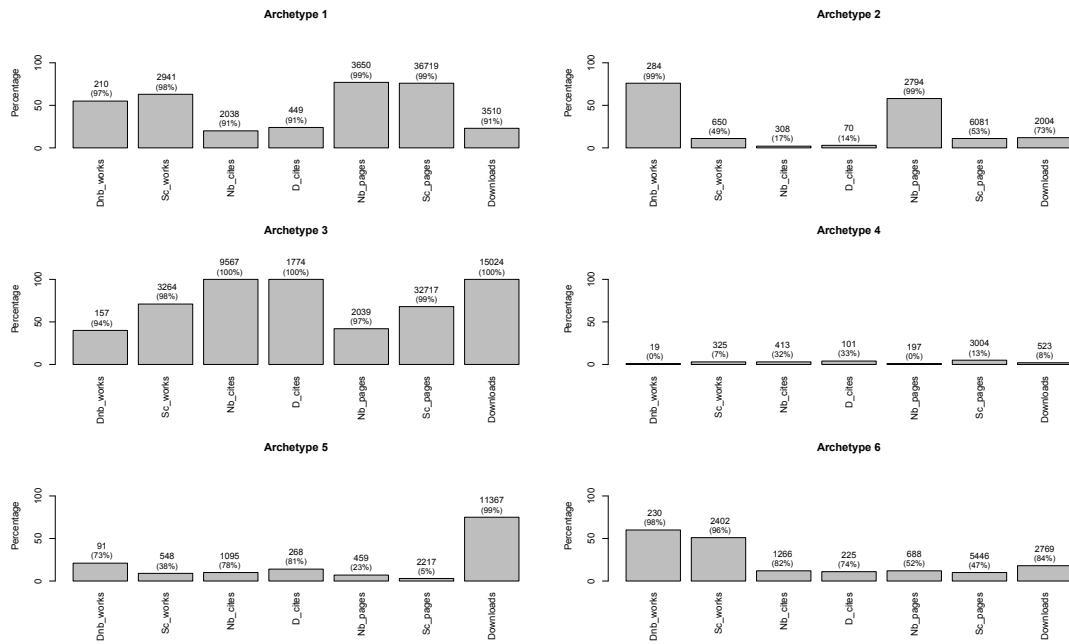 Archetype 1
Percentage
0 50 100
210
(97%)
2941
(98%)
2038
(91%)
449
(91%)
3650
(99%)
36719
(99%)
3510
(91%)
Dnb_works
Sc_works
Nb_cites
D_cites
Nb_pages
Sc_pages
Downloads
Archetype 2
Percentage
0 50 100
284
(99%)
650
(49%)
308
(17%)
70
(14%)
2794
(99%)
6081
(53%)
2004
(73%)
Dnb_works
Sc_works
Nb_cites
D_cites
Nb_pages
Sc_pages
Downloads
Archetype 3
Percentage
0 50 100
157
(94%)
3264
(98%)
9567
(100%)
1774
(100%)
2039
(97%)
32717
(99%)
15024
(100%)
Dnb_works
Sc_works
Nb_cites
D_cites
Nb_pages
Sc_pages
Downloads
Archetype 4
Percentage
0 50 100
19
(0%)
325
(7%)
413
(32%)
101
(33%)
197
(0%)
3004
(13%)
523
(8%)
Dnb_works
Sc_works
Nb_cites
D_cites
Nb_pages
Sc_pages
Downloads
Archetype 5
Percentage
0 50 100
91
(73%)
548
(38%)
1095
(78%)
268
(81%)
459
(23%)
2217
(5%)
11367
(99%)
Dnb_works
Sc_works
Nb_cites
D_cites
Nb_pages
Sc_pages
Downloads
Archetype 6
Percentage
0 50 100
230
(98%)
2402
(96%)
1266
(82%)
225
(74%)
688
(52%)
5446
(47%)
2769
(84%)
Dnb_works
Sc_works
Nb_cites
D_cites
Nb_pages
Sc_pages
Downloads